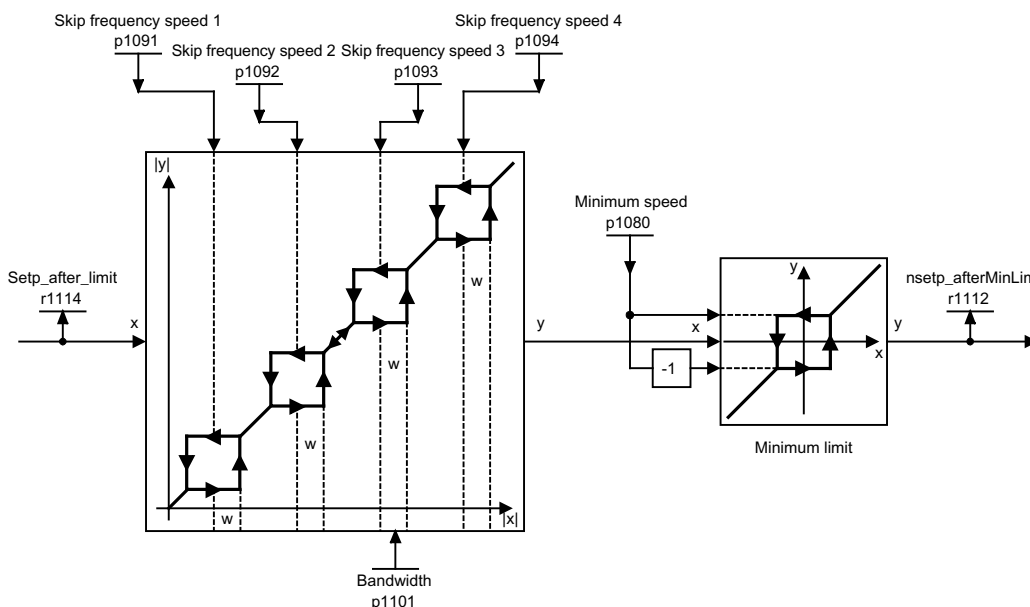 Skip frequency speed 1
p1091
Skip frequency speed 2
p1092
Skip frequency speed 3
p1093
Skip frequency speed 4
p1094
|y|
Minimum speed
p1080
Setp_after_limit
r1114
x
w
w
w
w
|x|
y
x
-1
y
x
Minimum limit
nsetp_afterMinLim
r1112
y
Bandwidth
p1101